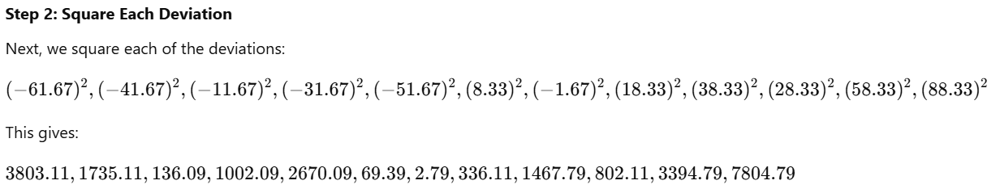 Step 2: Square Each Deviation
Next, we square each of the deviations:
(−61.67)², (−41.67)², (−11.67)², (−31.67)², (−51.67)², (8.33)², (−1.67)², (18.33)², (38.33)², (28.33)², (58.33)², (88.33)²
This gives:
3803.11, 1735.11, 136.09, 1002.09, 2670.09, 69.39, 2.79, 336.11, 1467.79, 802.11, 3394.79, 7804.79